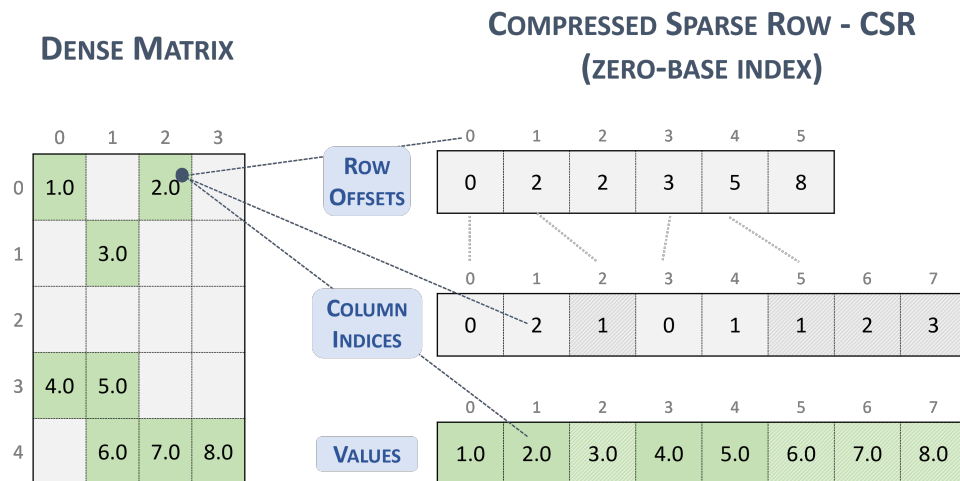 DENSE MATRIX
COMPRESSED SPARSE ROW - CSR
(ZERO-BASE INDEX)
0 1 2 3
0 1.0 2.0
1 3.0
2
3 4.0 5.0
4 6.0 7.0 8.0
0 1 2 3 4 5
ROW
OFFSETS
0 2 2 3 5 8
0 1 2 3 4 5 6 7
COLUMN
INDICES
0 2 1 0 1 1 2 3
0 1 2 3 4 5 6 7
VALUES
1.0 2.0 3.0 4.0 5.0 6.0 7.0 8.0